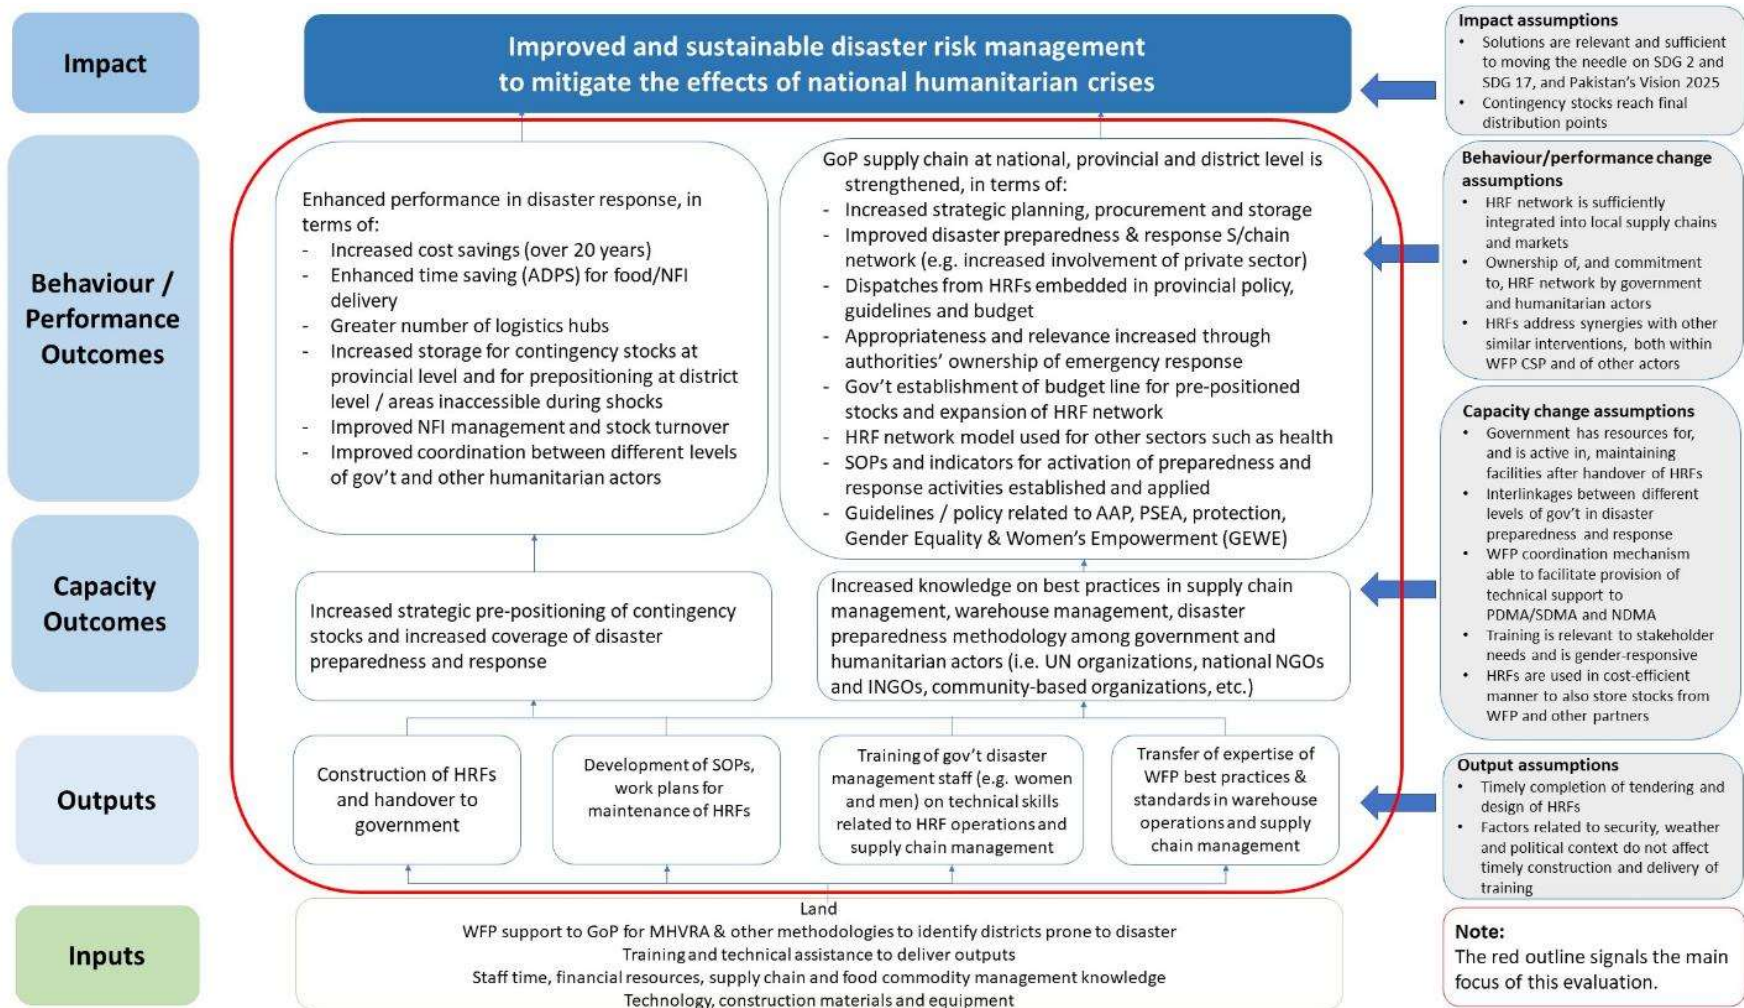 Impact
Improved and sustainable disaster risk management
to mitigate the effects of national humanitarian crises
Impact assumptions
• Solutions are relevant and sufficient
to moving the needle on SDG 2 and
SDG 17, and Pakistan's Vision 2025
• Contingency stocks reach final
distribution points
Behaviour /
Performance
Outcomes
Enhanced performance in disaster response, in
terms of:
- Increased cost savings (over 20 years)
- Enhanced time saving (ADPS) for food/NFI
delivery
- Greater number of logistics hubs
- Increased storage for contingency stocks at
provincial level and for prepositioning at district
level / areas inaccessible during shocks
- Improved NFI management and stock turnover
- Improved coordination between different levels
of gov't and other humanitarian actors
GoP supply chain at national, provincial and district level is
strengthened, in terms of:
- Increased strategic planning, procurement and storage
- Improved disaster preparedness & response S/chain
network (e.g. increased involvement of private sector)
- Dispatches from HRFs embedded in provincial policy,
guidelines and budget
- Appropriateness and relevance increased through
authorities' ownership of emergency response
- Gov't establishment of budget line for pre-positioned
stocks and expansion of HRF network
- HRF network model used for other sectors such as health
- SOPs and indicators for activation of preparedness and
response activities established and applied
- Guidelines / policy related to AAP, PSEA, protection,
Gender Equality & Women's Empowerment (GEWE)
Behaviour/performance change
assumptions
• HRF network is sufficiently
integrated into local supply chains
and markets
• Ownership of, and commitment
to, HRF network by government
and humanitarian actors
• HRFs address synergies with other
similar interventions, both within
WFP CSP and of other actors
Capacity
Outcomes
Increased strategic pre-positioning of contingency
stocks and increased coverage of disaster
preparedness and response
Increased knowledge on best practices in supply chain
management, warehouse management, disaster
preparedness methodology among government and
humanitarian actors (i.e. UN organizations, national NGOs
and INGOs, community-based organizations, etc.)
Capacity change assumptions
• Government has resources for,
and is active in, maintaining
facilities after handover of HRFs
• Interlinkages between different
levels of gov't in disaster
preparedness and response
• WFP coordination mechanism
able to facilitate provision of
technical support to
PDMA/SDMA and NDMA
• Training is relevant to stakeholder
needs and is gender-responsive
• HRFs are used in cost-efficient
manner to also store stocks from
WFP and other partners
Outputs
Construction of HRFs
and handover to
government
Development of SOPs,
work plans for
maintenance of HRFs
Training of gov't disaster
management staff (e.g. women
and men) on technical skills
related to HRF operations and
supply chain management
Transfer of expertise of
WFP best practices &
standards in warehouse
operations and supply
chain management
Output assumptions
• Timely completion of tendering and
design of HRFs
• Factors related to security, weather
and political context do not affect
timely construction and delivery of
training
Inputs
Land
WFP support to GoP for MHVRA & other methodologies to identify districts prone to disaster
Training and technical assistance to deliver outputs
Staff time, financial resources, supply chain and food commodity management knowledge
Technology, construction materials and equipment
Note:
The red outline signals the main
focus of this evaluation.